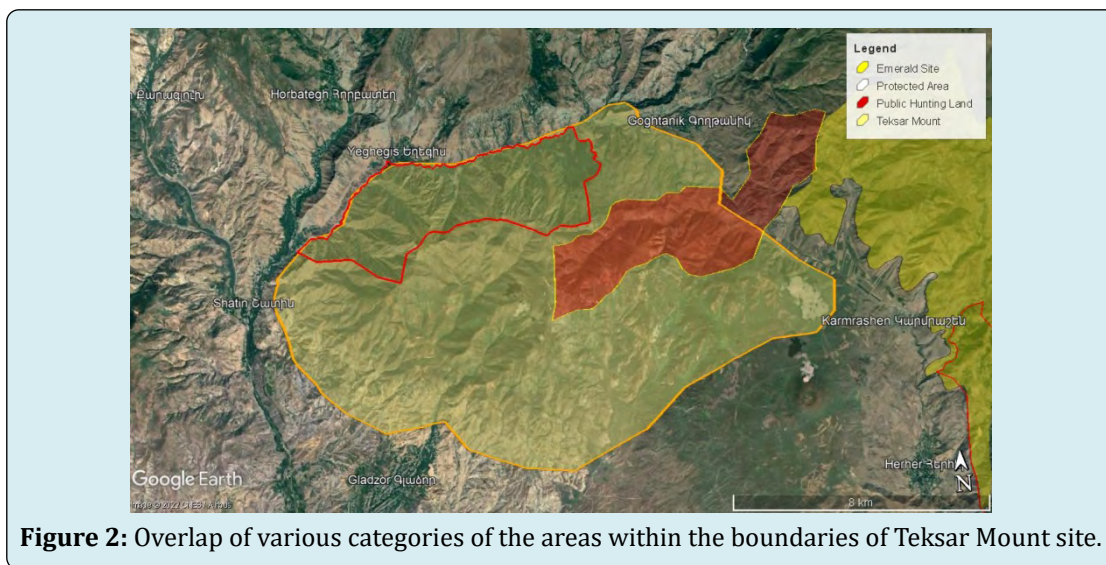 Legend
Emerald Site
Protected Area
Public Hunting Land
Teksar Mount
Horbategh Հորբատեղ
Goghtanik Գողթանիկ
Yeghegis Եղեգիս
Shatin Շատին
Karmrashen Կարմրաշեն
Gladzor Գլաձոր
Herher
Google Earth
N
8 km
Figure 2: Overlap of various categories of the areas within the boundaries of Teksar Mount site.